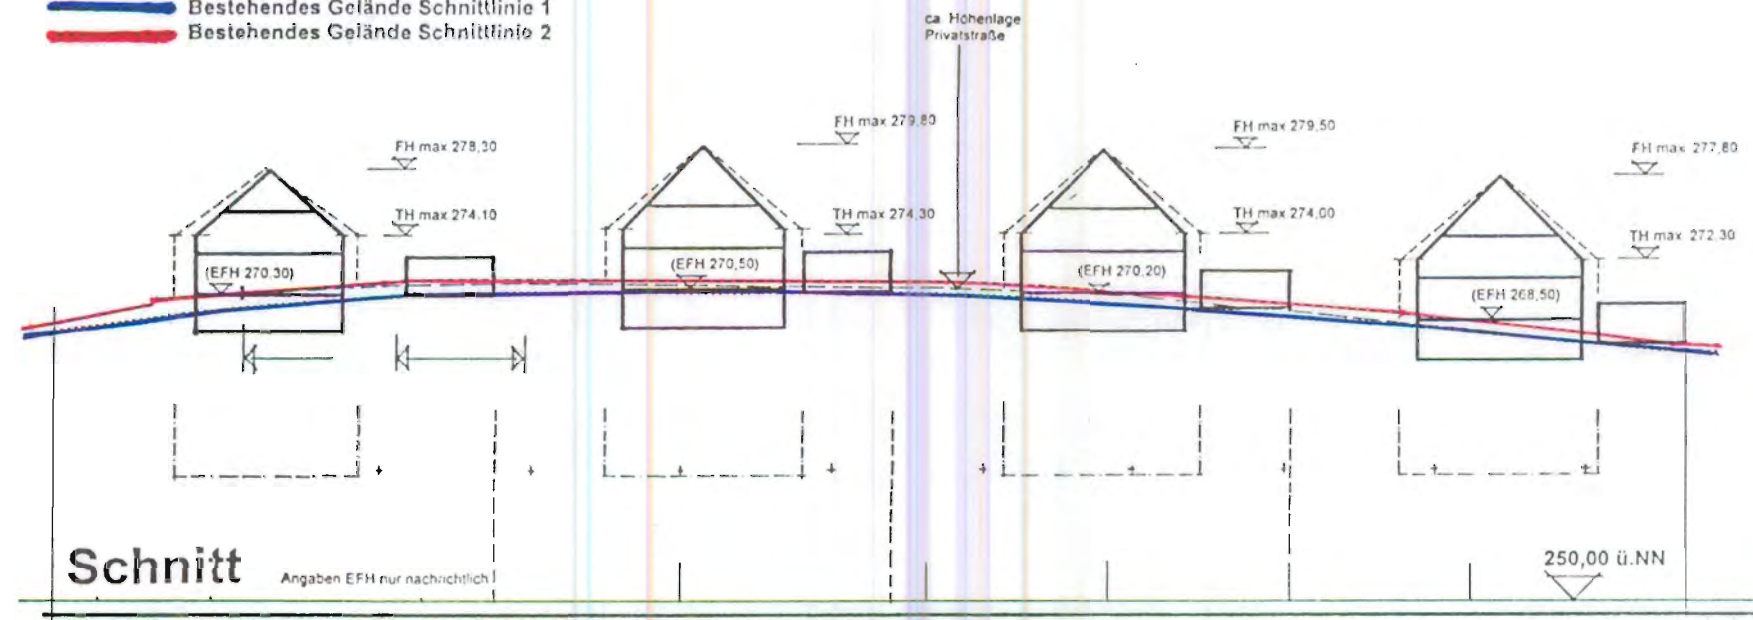 Bestehendes Gelände Schnittlinie 1
Bestehendes Gelände Schnittlinie 2
ca. Höhenlage
Privatstraße
FH max 278,30
TH max 274.10
(EFH 270.30)
FH max 279,80
TH max 274,30
(EFH 270,50)
FH max 279,50
TH max 274,00
(EFH 270,20)
FH max 277,80
TH max 272,30
(EFH 268,50)
Schnitt
Angaben EFH nur nachrichtlich
250,00 ü.NN